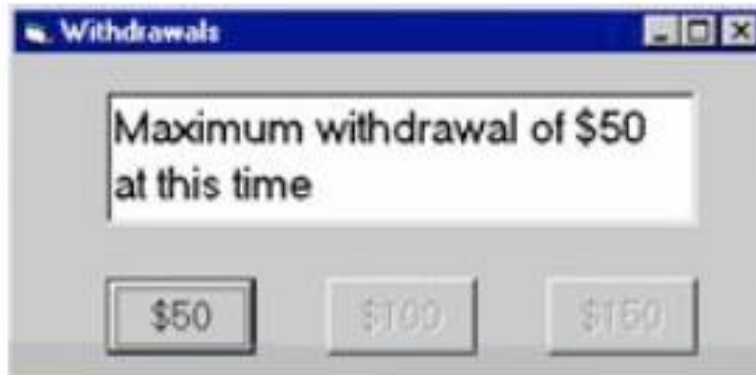 Withdrawals
Maximum withdrawal of $50
at this time
$50 $100 $150